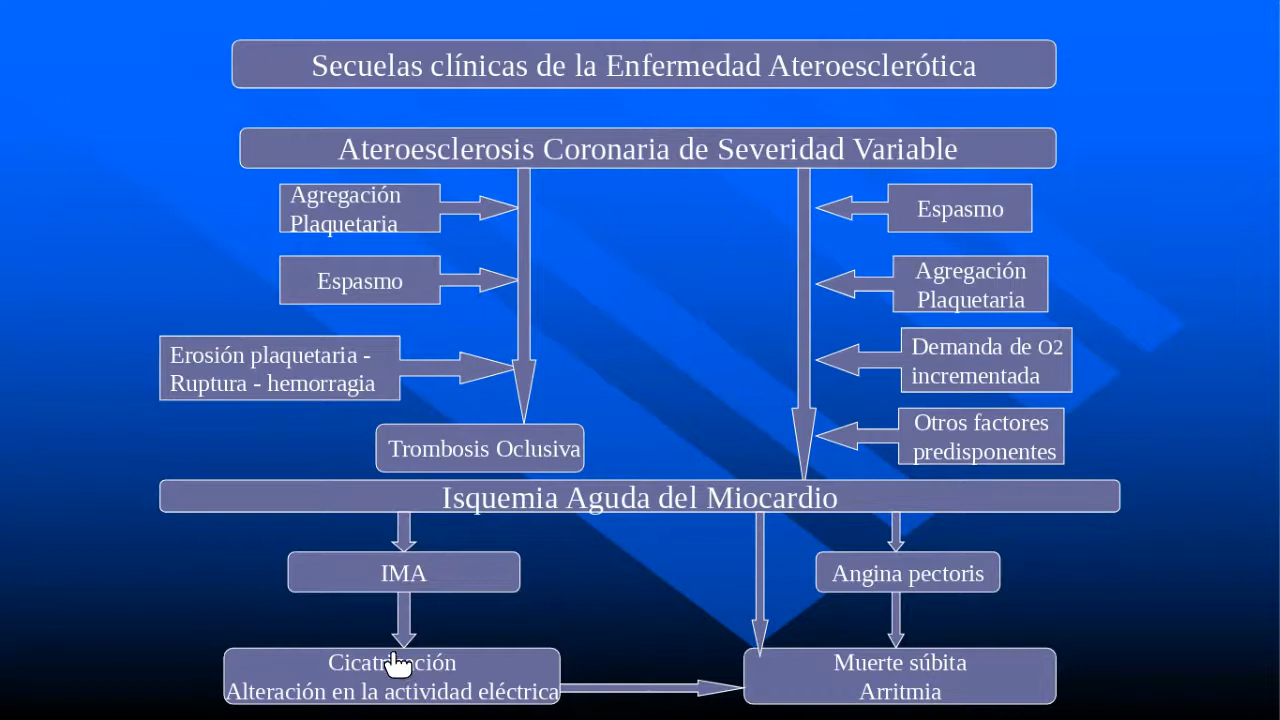 Secuelas clínicas de la Enfermedad Ateroesclerótica
Ateroesclerosis Coronaria de Severidad Variable
Agregación
Plaquetaria
Espasmo
Espasmo
Agregación
Plaquetaria
Erosión plaquetaria -
Ruptura - hemorragia
Demanda de O2
incrementada
Otros factores
predisponentes
Trombosis Oclusiva
Isquemia Aguda del Miocardio
IMA
Angina pectoris
Alteración en la actividad eléctrica
Muerte súbita
Arritmia